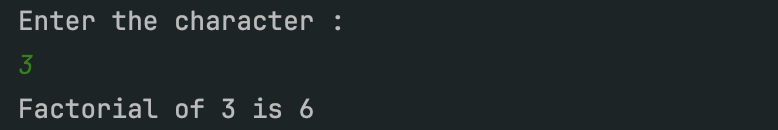 Enter the character :
3
Factorial of 3 is 6